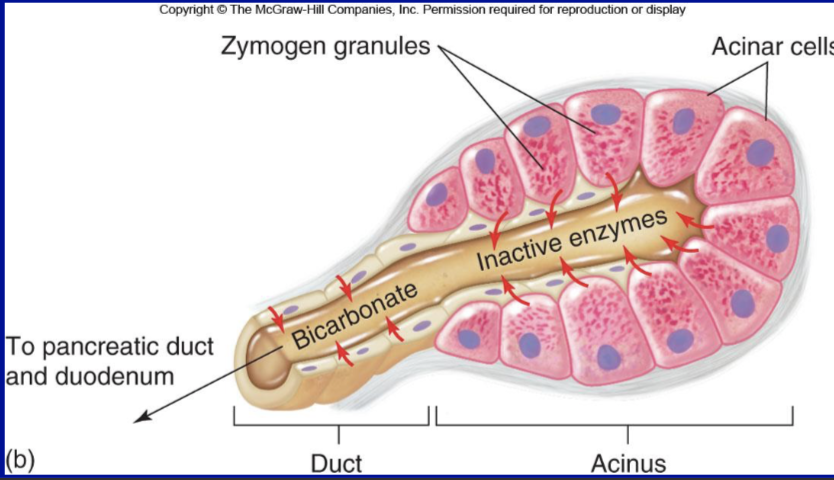 Copyright © The McGraw-Hill Companies, Inc. Permission required for reproduction or display
Zymogen granules
Acinar cells
Inactive enzymes
Bicarbonate
To pancreatic duct
and duodenum
(b)
Duct
Acinus